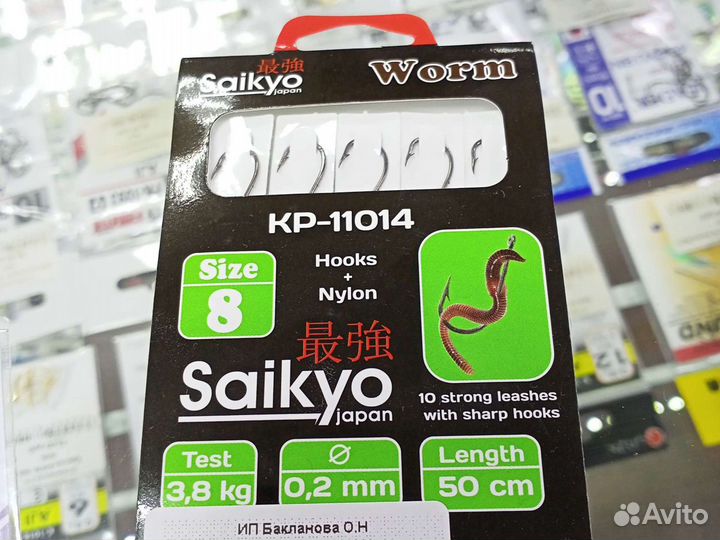 最強
Saikyo
japan
Worm
KP-11014
Size
8
Hooks
+
Nylon
最強
Saikyo
japan
10 strong leashes
with sharp hooks
Test
3,8 kg
Ø
0,2 mm
Length
50 cm
ИП Бакланова О.Н
Avito